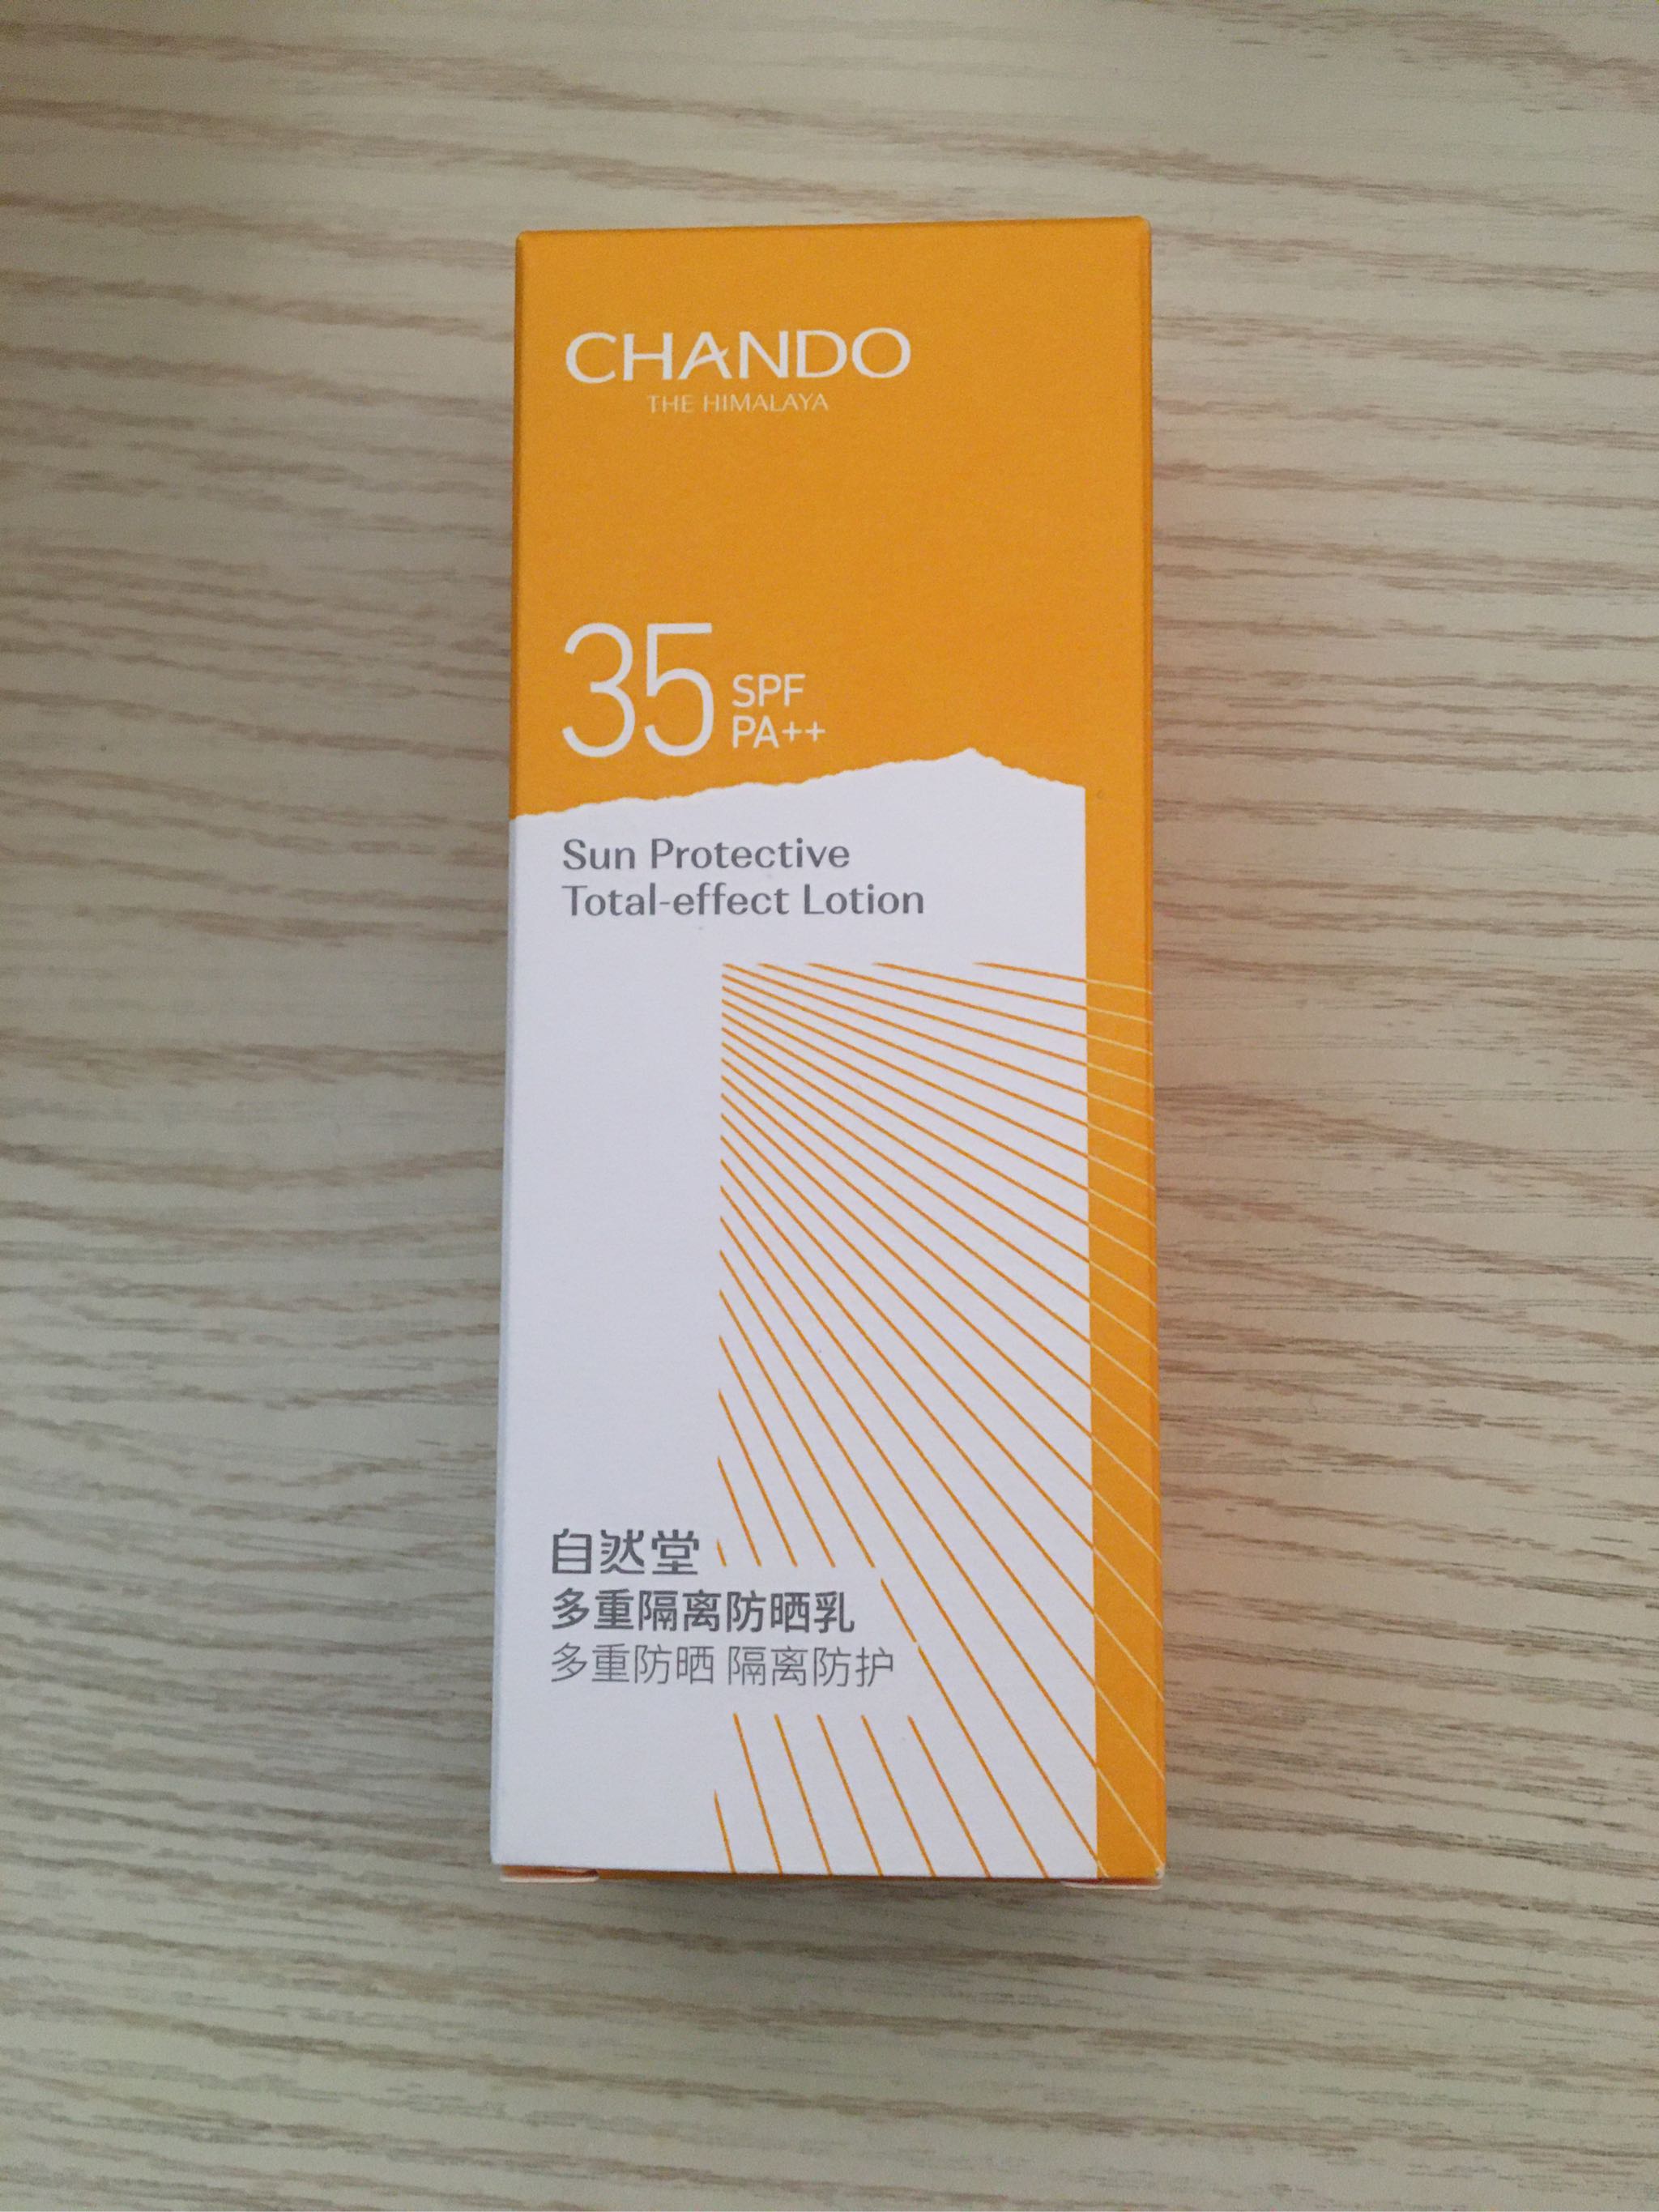 CHANDO
THE HIMALAYA
35 SPF
PA++
Sun Protective
Total-effect Lotion
自然堂
多重隔离防晒乳
多重防晒 隔离防护